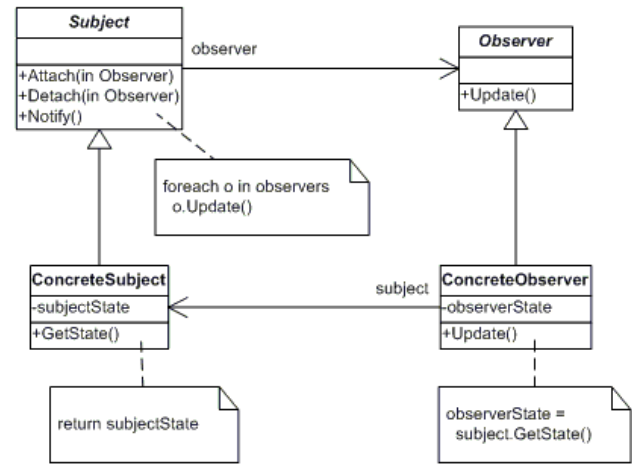 Subject
observer
Observer
+Attach(in Observer)
+Detach(in Observer)
+Notify()
+Update()
foreach o in observers
o.Update()
ConcreteSubject
-subjectState
+GetState()
subject
ConcreteObserver
-observerState
+Update()
return subjectState
observerState =
subject.GetState()